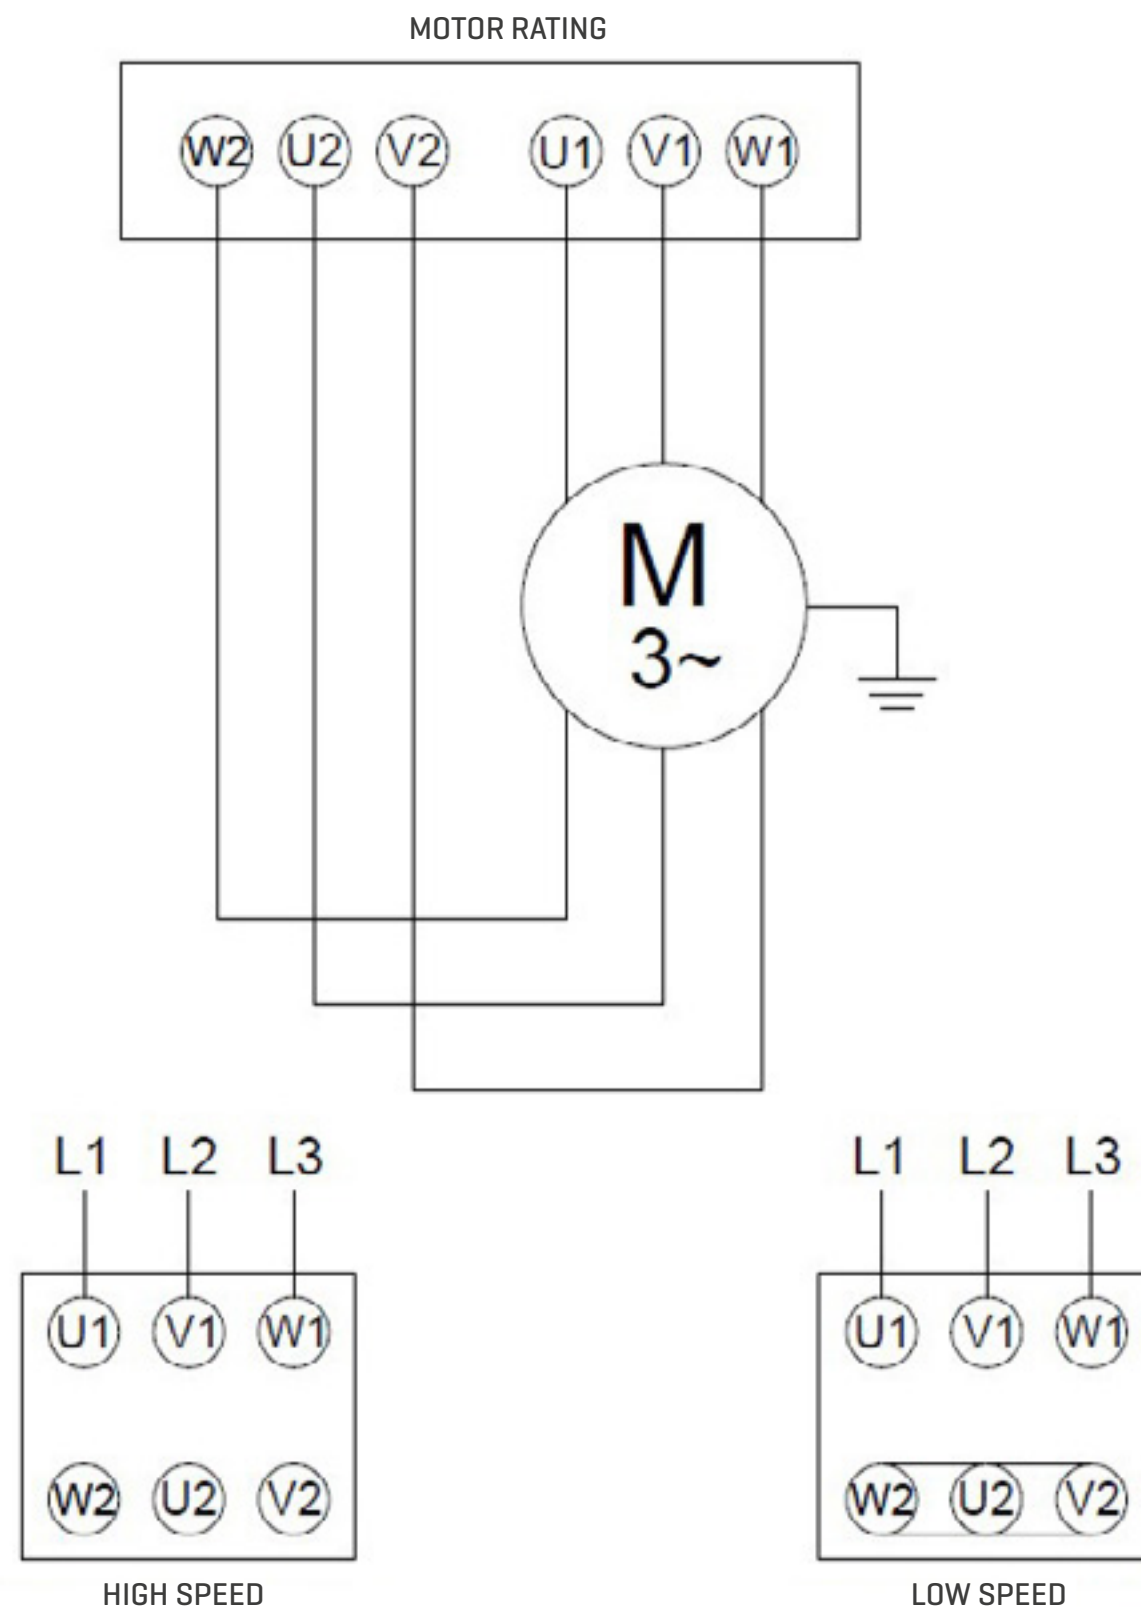 MOTOR RATING
W2 U2 V2 U1 V1 W1
M
3~
L1 L2 L3
U1 V1 W1
W2 U2 V2
HIGH SPEED
L1 L2 L3
U1 V1 W1
W2 U2 V2
LOW SPEED